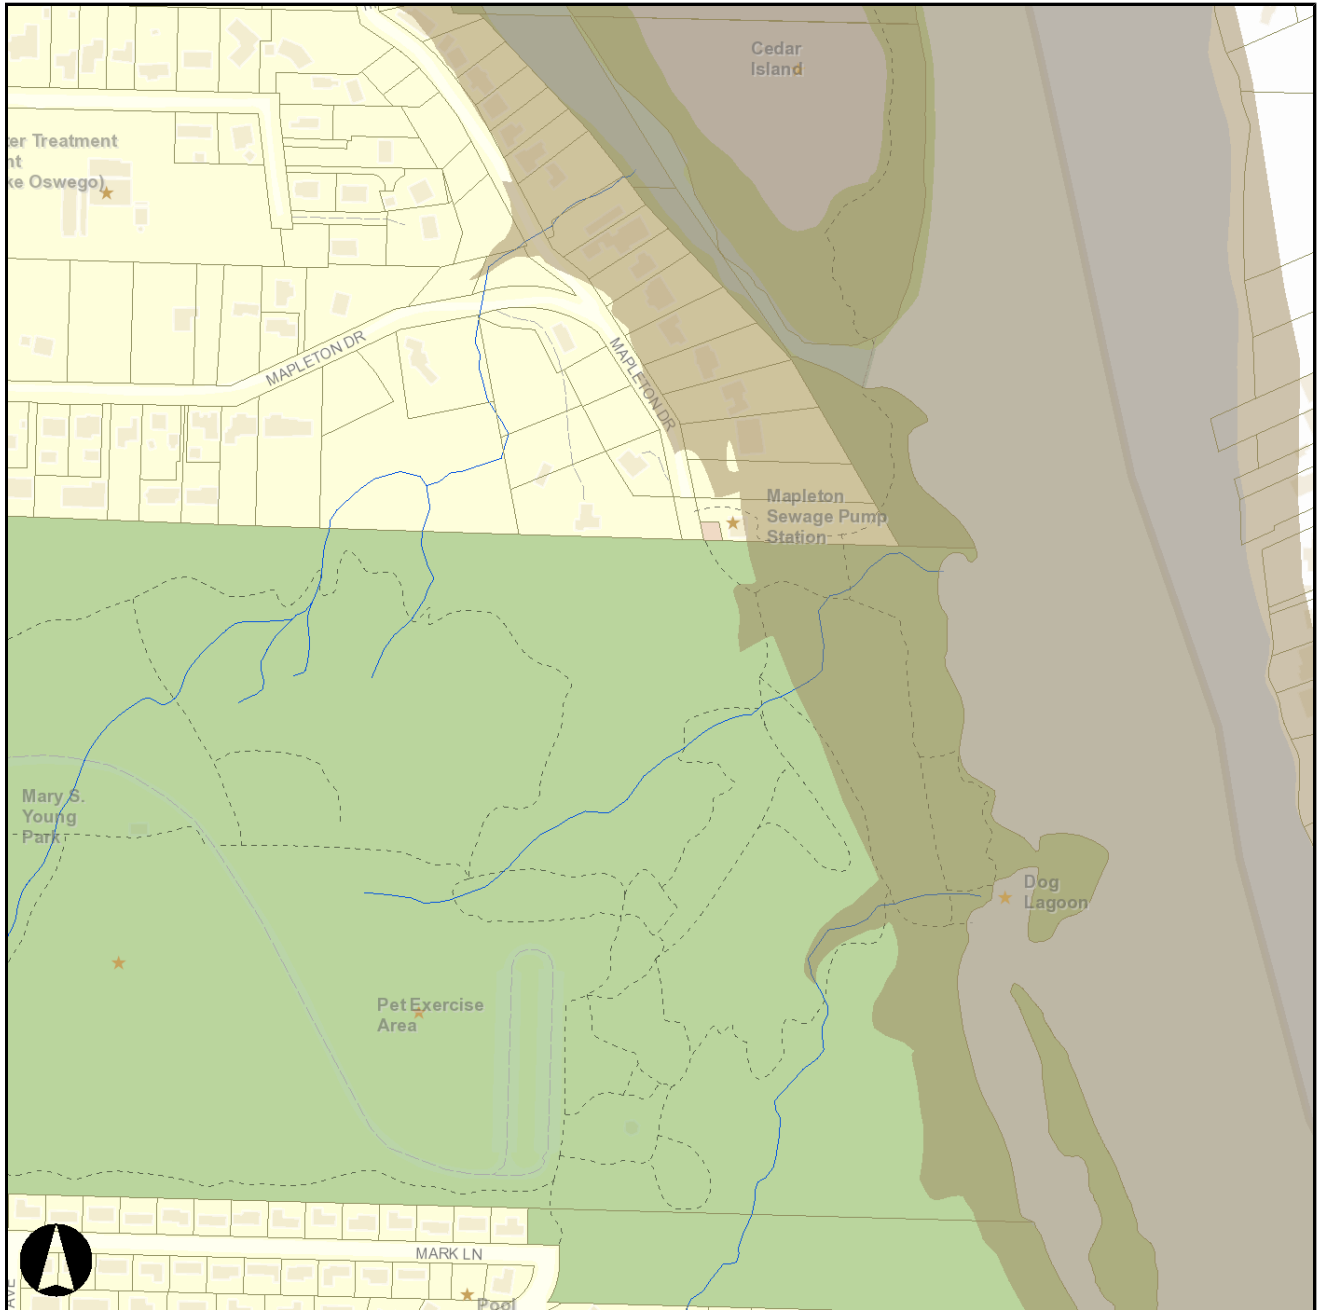 Cedar
Island
ter Treatment
nt
ke Oswego)
MAPLETON DR
MAPLETON DR
Mapleton
Sewage Pump
Station
Mary S.
Young
Park
Dog
Lagoon
Pet Exercise
Area
MARK LN
AVE
Pool